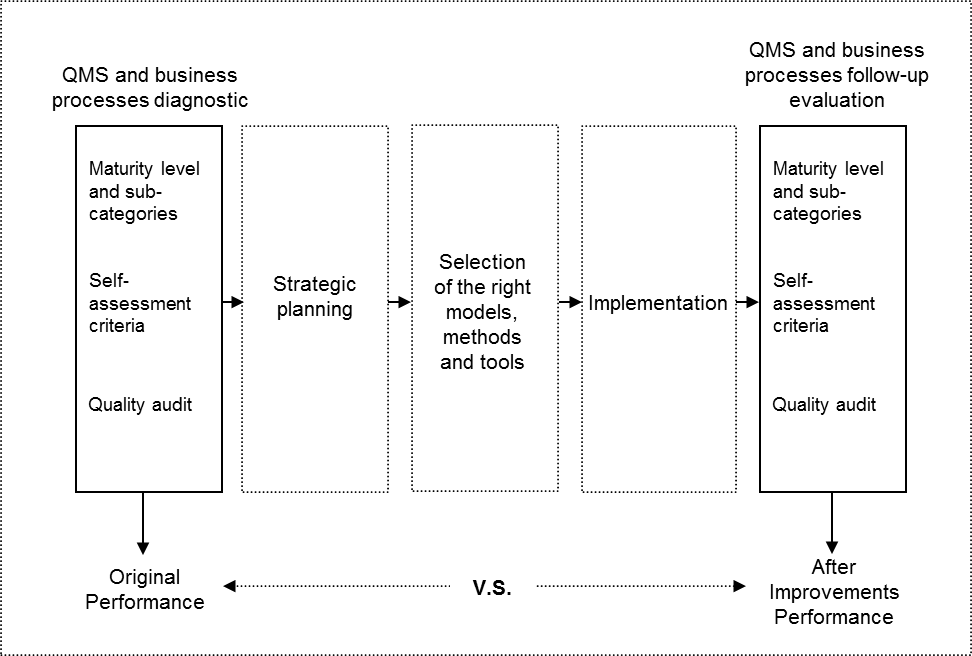 QMS and business
processes diagnostic
QMS and business
processes follow-up
evaluation
Maturity level
and sub-
categories
Self-
assessment
criteria
Quality audit
Strategic
planning
Selection
of the right
models,
methods
and tools
Implementation
Maturity level
and sub-
categories
Self-
assessment
criteria
Quality audit
Original
Performance
V.S.
After
Improvements
Performance